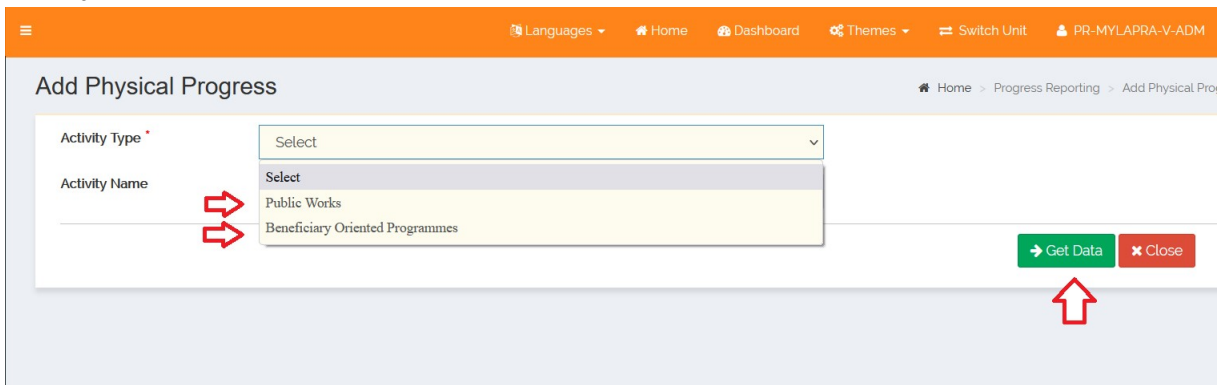 Languages Home Dashboard Themes Switch Unit PR-MYLAPRA-V-ADM
Add Physical Progress
Home > Progress Reporting > Add Physical Pro
Activity Type *
Select
Activity Name
Select
Public Works
Beneficiary Oriented Programmes
Get Data
Close